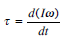 τ = d(Iω)/dt